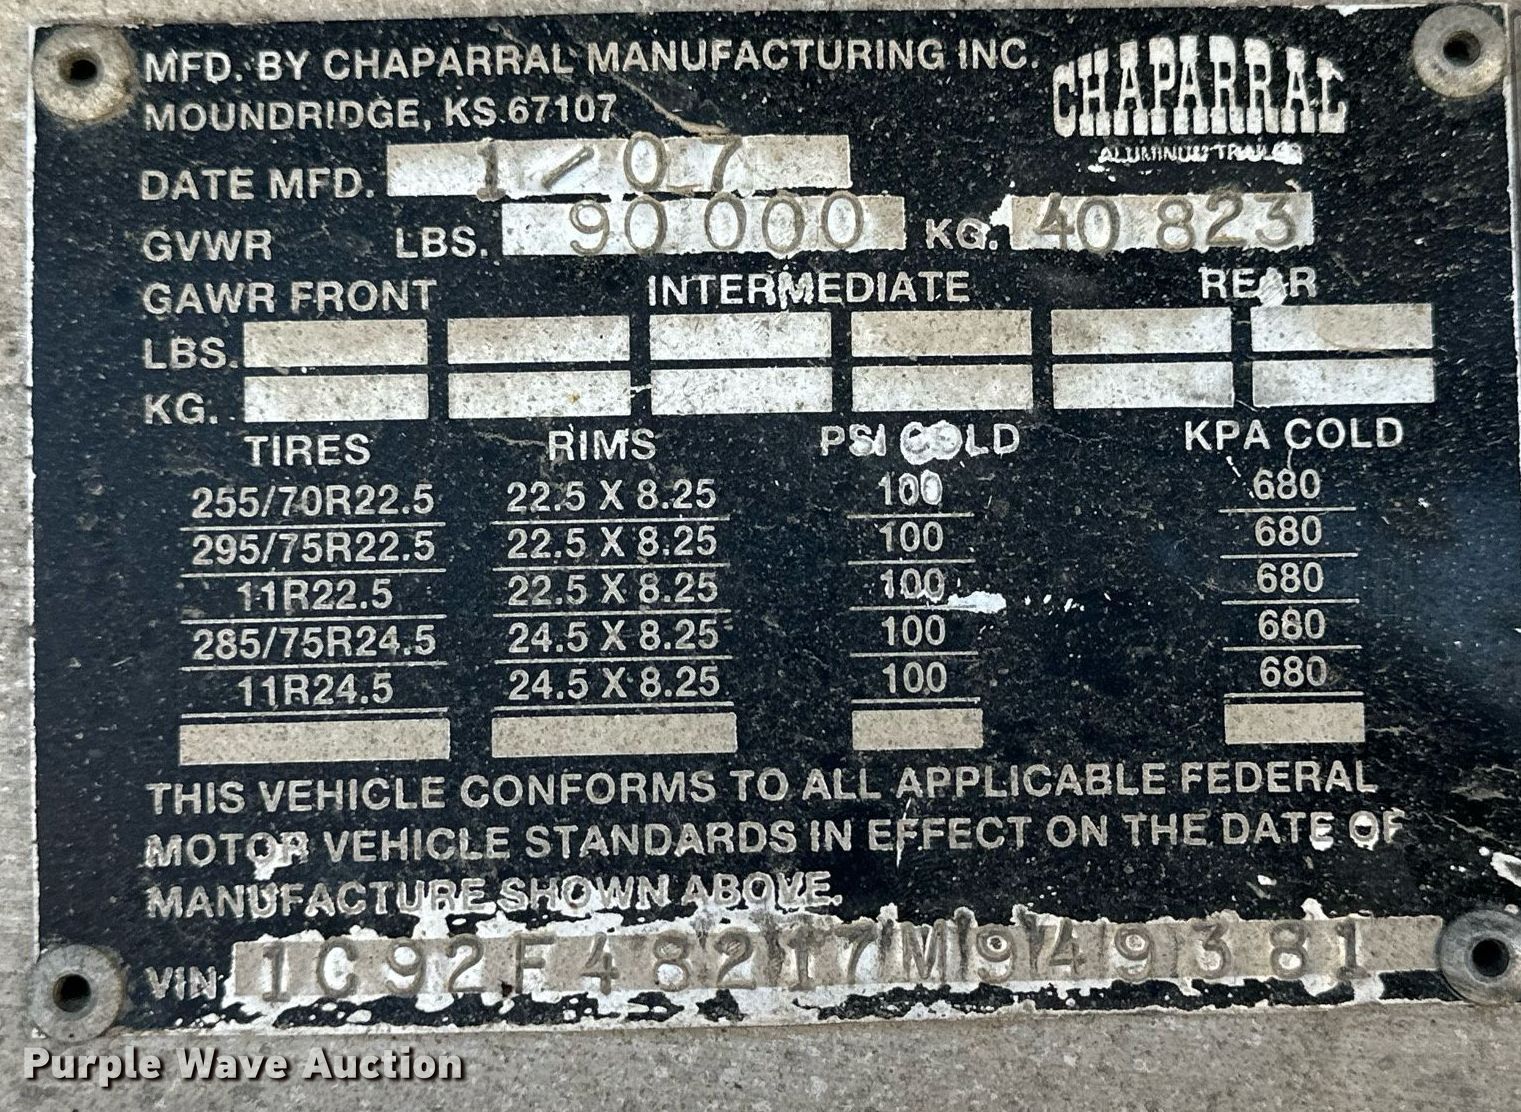 MFD. BY CHAPARRAL MANUFACTURING INC.
MOUNDRIDGE, KS 67107
CHAPARRAL
ALUMINUM TRAILER
DATE MFD. 1/07
GVWR LBS. 90 000 KG. 40 823
GAWR FRONT INTERMEDIATE REAR
LBS.
KG.
TIRES RIMS PSI COLD KPA COLD
255/70R22.5 22.5 X 8.25 100 680
295/75R22.5 22.5 X 8.25 100 680
11R22.5 22.5 X 8.25 100 680
285/75R24.5 24.5 X 8.25 100 680
11R24.5 24.5 X 8.25 100 680
THIS VEHICLE CONFORMS TO ALL APPLICABLE FEDERAL
MOTOR VEHICLE STANDARDS IN EFFECT ON THE DATE OF
MANUFACTURE SHOWN ABOVE.
VIN 1C92F48217M949381
Purple Wave Auction